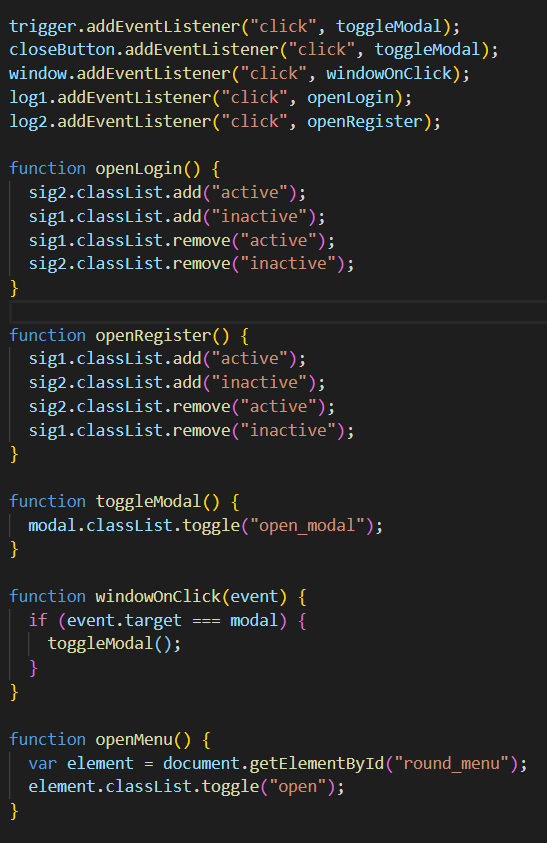 trigger.addEventListener("click", toggleModal);
closeButton.addEventListener("click", toggleModal);
window.addEventListener("click", windowOnClick);
log1.addEventListener("click", openLogin);
log2.addEventListener("click", openRegister);

function openLogin() {
  sig2.classList.add("active");
  sig1.classList.add("inactive");
  sig1.classList.remove("active");
  sig2.classList.remove("inactive");
}

function openRegister() {
  sig1.classList.add("active");
  sig2.classList.add("inactive");
  sig2.classList.remove("active");
  sig1.classList.remove("inactive");
}

function toggleModal() {
  modal.classList.toggle("open_modal");
}

function windowOnClick(event) {
  if (event.target === modal) {
    toggleModal();
  }
}

function openMenu() {
  var element = document.getElementById("round_menu");
  element.classList.toggle("open");
}